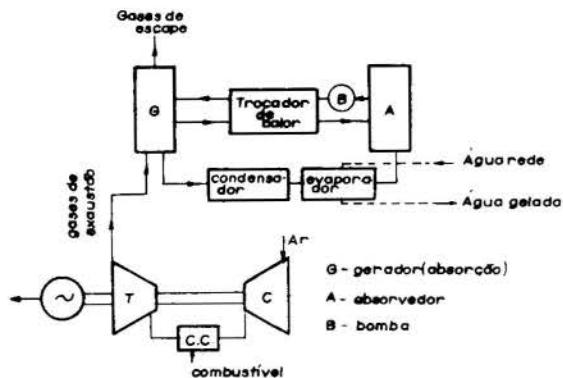 Gases de
escape
G
Trocador
de
Balor
B
A
condensa-
dor
evapora-
dor
Água rede
Água gelada
gases de
exaustão
Ar
~
T
C
C.C
combustível
G - gerador(absorção)
A - absorvedor
B - bomba